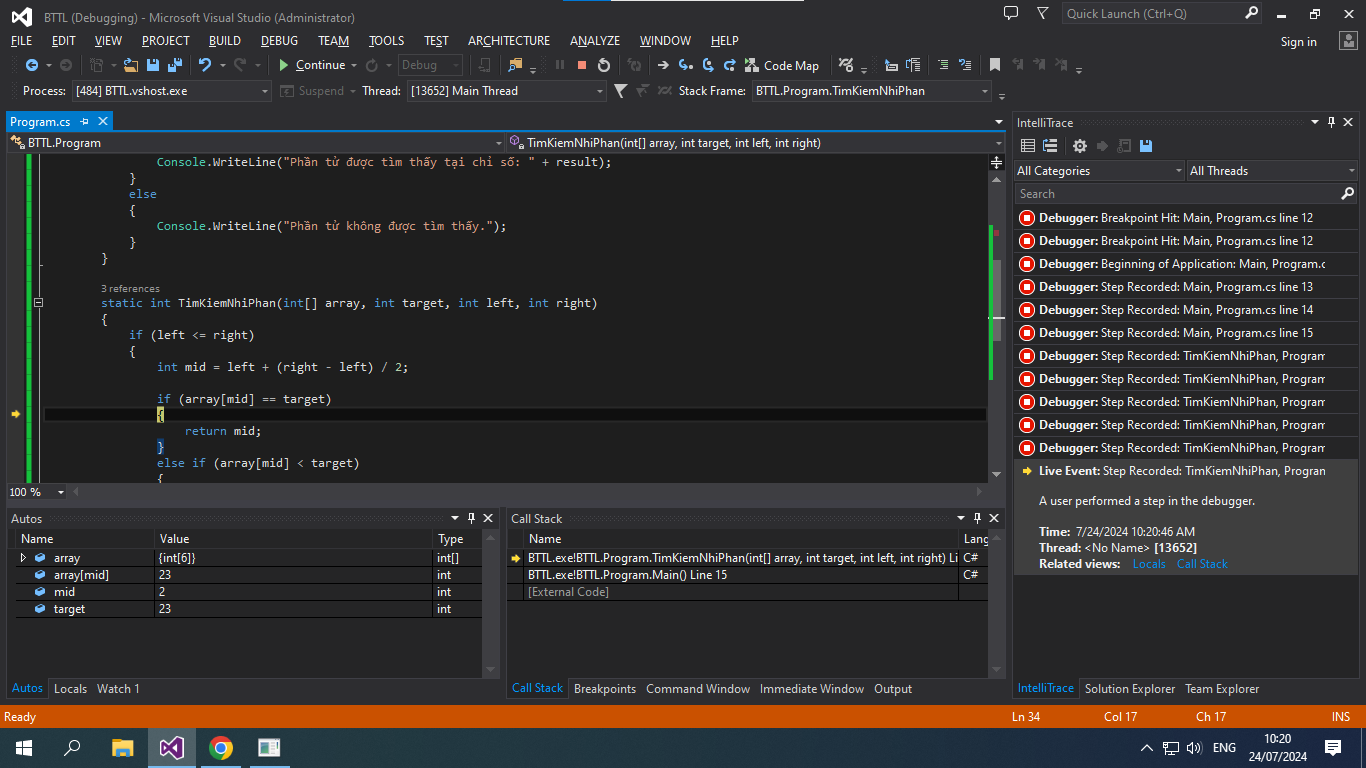 BTTL (Debugging) - Microsoft Visual Studio (Administrator)
Quick Launch (Ctrl+Q)
FILE EDIT VIEW PROJECT BUILD DEBUG TEAM TOOLS TEST ARCHITECTURE ANALYZE WINDOW HELP
Sign in
Continue Debug Code Map
Process: [484] BTTL.vshost.exe Suspend Thread: [13652] Main Thread Stack Frame: BTTL.Program.TimKiemNhiPhan
Program.cs
BTTL.Program TimKiemNhiPhan(int[] array, int target, int left, int right)
Console.WriteLine("Phần tử được tìm thấy tại chỉ số: " + result);
}
else
{
Console.WriteLine("Phần tử không được tìm thấy.");
}
}
3 references
static int TimKiemNhiPhan(int[] array, int target, int left, int right)
{
if (left <= right)
{
int mid = left + (right - left) / 2;
if (array[mid] == target)
{
return mid;
}
else if (array[mid] < target)
{
100 %
IntelliTrace
All Categories All Threads
Search
Debugger: Breakpoint Hit: Main, Program.cs line 12
Debugger: Breakpoint Hit: Main, Program.cs line 12
Debugger: Beginning of Application: Main, Program.c
Debugger: Step Recorded: Main, Program.cs line 13
Debugger: Step Recorded: Main, Program.cs line 14
Debugger: Step Recorded: Main, Program.cs line 15
Debugger: Step Recorded: TimKiemNhiPhan, Program
Debugger: Step Recorded: TimKiemNhiPhan, Program
Debugger: Step Recorded: TimKiemNhiPhan, Program
Debugger: Step Recorded: TimKiemNhiPhan, Program
Debugger: Step Recorded: TimKiemNhiPhan, Program
Live Event: Step Recorded: TimKiemNhiPhan, Progran
A user performed a step in the debugger.
Time: 7/24/2024 10:20:46 AM
Thread: <No Name> [13652]
Related views: Locals Call Stack
Autos
Name Value Type
array {int[6]} int[]
array[mid] 23 int
mid 2 int
target 23 int
Autos Locals Watch 1
Call Stack
Name Lang
BTTL.exe!BTTL.Program.TimKiemNhiPhan(int[] array, int target, int left, int right) Li C#
BTTL.exe!BTTL.Program.Main() Line 15 C#
[External Code]
Call Stack Breakpoints Command Window Immediate Window Output
IntelliTrace Solution Explorer Team Explorer
Ready Ln 34 Col 17 Ch 17 INS
ENG
10:20
24/07/2024